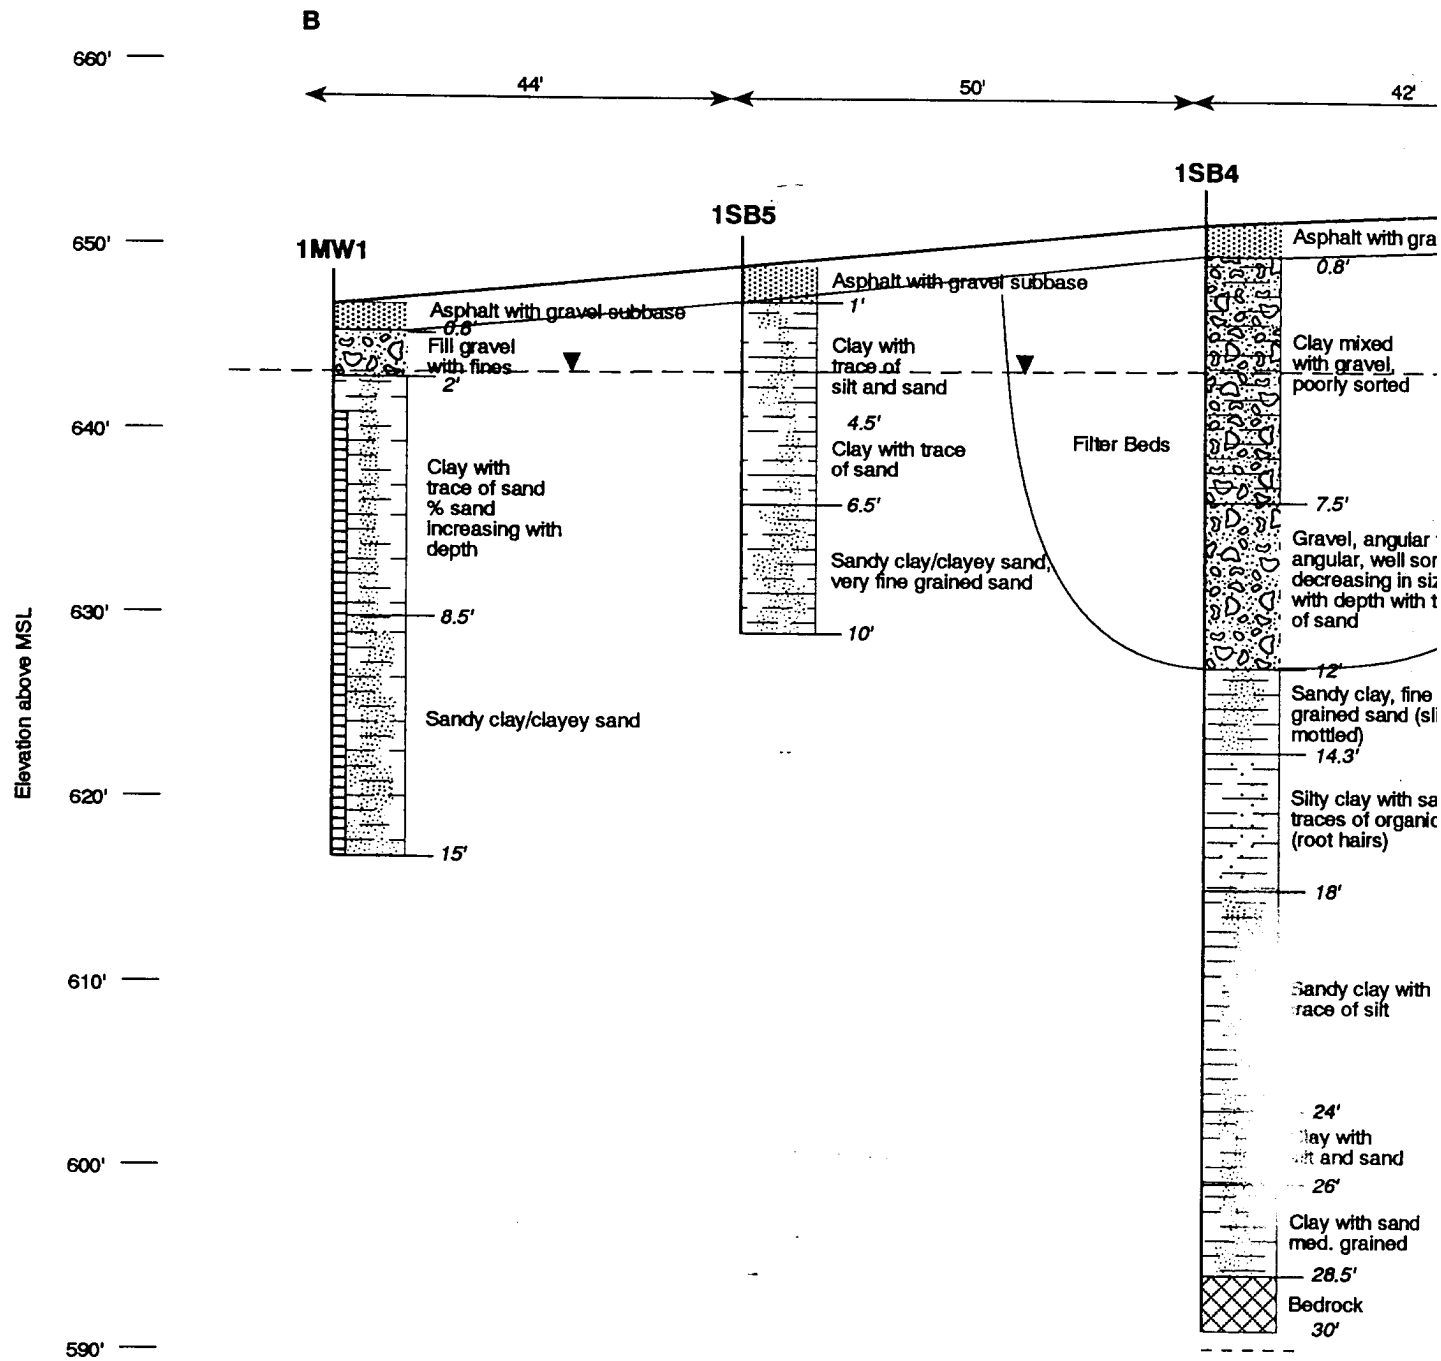 B
660'
44'
50'
42'
1SB4
1SB5
650'
1MW1
Asphalt with gra
0.8'
Asphalt with gravel subbase
1'
Asphalt with gravel subbase
0.6'
Fill gravel
with fines
2'
Clay with
trace of
silt and sand
4.5'
Clay with trace
of sand
6.5'
Sandy clay/clayey sand,
very fine grained sand
10'
Clay mixed
with gravel,
poorly sorted
640'
Filter Beds
Clay with
trace of sand
% sand
increasing with
depth
7.5'
Gravel, angular
angular, well sor
decreasing in siz
with depth with t
of sand
630'
8.5'
Elevation above MSL
12'
Sandy clay, fine
grained sand (sli
mottled)
14.3'
Sandy clay/clayey sand
620'
Silty clay with sa
traces of organic
(root hairs)
15'
18'
610'
Sandy clay with
race of silt
24'
lay with
lt and sand
600'
26'
Clay with sand
med. grained
28.5'
Bedrock
30'
590'